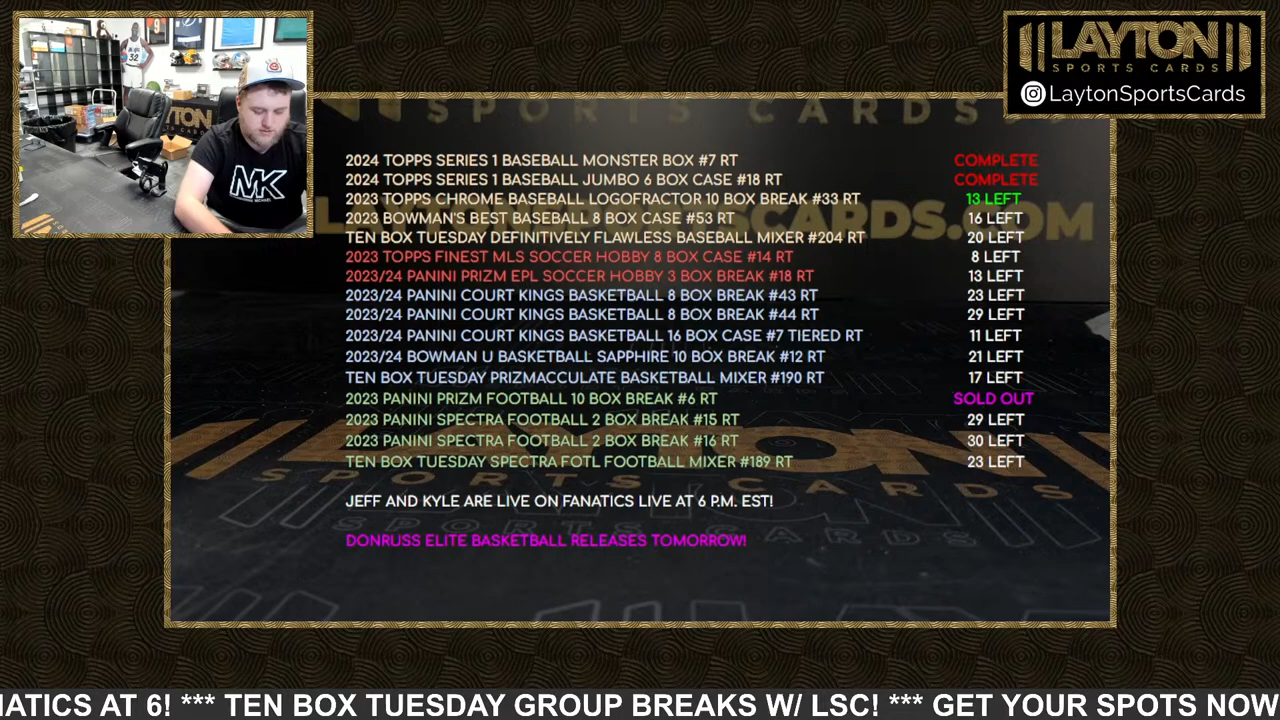 LAYTON
SPORTS CARDS
LaytonSportsCards
SPORTS CARDS
32
MK
2024 TOPPS SERIES 1 BASEBALL MONSTER BOX #7 RT COMPLETE
2024 TOPPS SERIES 1 BASEBALL JUMBO 6 BOX CASE #18 RT COMPLETE
2023 TOPPS CHROME BASEBALL LOGOFRACTOR 10 BOX BREAK #33 RT 13 LEFT
2023 BOWMAN'S BEST BASEBALL 8 BOX CASE #53 RT 16 LEFT
TEN BOX TUESDAY DEFINITIVELY FLAWLESS BASEBALL MIXER #204 RT 20 LEFT
2023 TOPPS FINEST MLS SOCCER HOBBY 8 BOX CASE #14 RT 8 LEFT
2023/24 PANINI PRIZM EPL SOCCER HOBBY 3 BOX BREAK #18 RT 13 LEFT
2023/24 PANINI COURT KINGS BASKETBALL 8 BOX BREAK #43 RT 23 LEFT
2023/24 PANINI COURT KINGS BASKETBALL 8 BOX BREAK #44 RT 29 LEFT
2023/24 PANINI COURT KINGS BASKETBALL 16 BOX CASE #7 TIERED RT 11 LEFT
2023/24 BOWMAN U BASKETBALL SAPPHIRE 10 BOX BREAK #12 RT 21 LEFT
TEN BOX TUESDAY PRIZMACCULATE BASKETBALL MIXER #190 RT 17 LEFT
2023 PANINI PRIZM FOOTBALL 10 BOX BREAK #6 RT SOLD OUT
2023 PANINI SPECTRA FOOTBALL 2 BOX BREAK #15 RT 29 LEFT
2023 PANINI SPECTRA FOOTBALL 2 BOX BREAK #16 RT 30 LEFT
TEN BOX TUESDAY SPECTRA FOTL FOOTBALL MIXER #189 RT 23 LEFT
LAYTON
SPORTS CARDS
JEFF AND KYLE ARE LIVE ON FANATICS LIVE AT 6 P.M. EST!
SPORTS CARDS
DONRUSS ELITE BASKETBALL RELEASES TOMORROW!
NATICS AT 6! *** TEN BOX TUESDAY GROUP BREAKS W/ LSC! *** GET YOUR SPOTS NOW